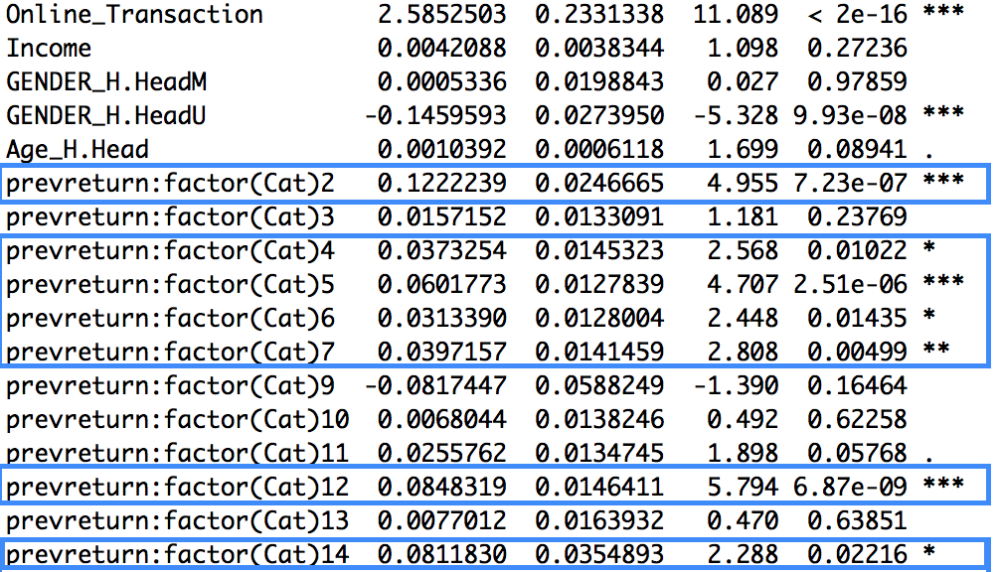 Online_Transaction 2.5852503 0.2331338 11.089 < 2e-16 ***
Income 0.0042088 0.0038344 1.098 0.27236
GENDER_H.HeadM 0.0005336 0.0198843 0.027 0.97859
GENDER_H.HeadU -0.1459593 0.0273950 -5.328 9.93e-08 ***
Age_H.Head 0.0010392 0.0006118 1.699 0.08941 .
prevreturn:factor(Cat)2 0.1222239 0.0246665 4.955 7.23e-07 ***
prevreturn:factor(Cat)3 0.0157152 0.0133091 1.181 0.23769
prevreturn:factor(Cat)4 0.0373254 0.0145323 2.568 0.01022 *
prevreturn:factor(Cat)5 0.0601773 0.0127839 4.707 2.51e-06 ***
prevreturn:factor(Cat)6 0.0313390 0.0128004 2.448 0.01435 *
prevreturn:factor(Cat)7 0.0397157 0.0141459 2.808 0.00499 **
prevreturn:factor(Cat)9 -0.0817447 0.0588249 -1.390 0.16464
prevreturn:factor(Cat)10 0.0068044 0.0138246 0.492 0.62258
prevreturn:factor(Cat)11 0.0255762 0.0134745 1.898 0.05768 .
prevreturn:factor(Cat)12 0.0848319 0.0146411 5.794 6.87e-09 ***
prevreturn:factor(Cat)13 0.0077012 0.0163932 0.470 0.63851
prevreturn:factor(Cat)14 0.0811830 0.0354893 2.288 0.02216 *